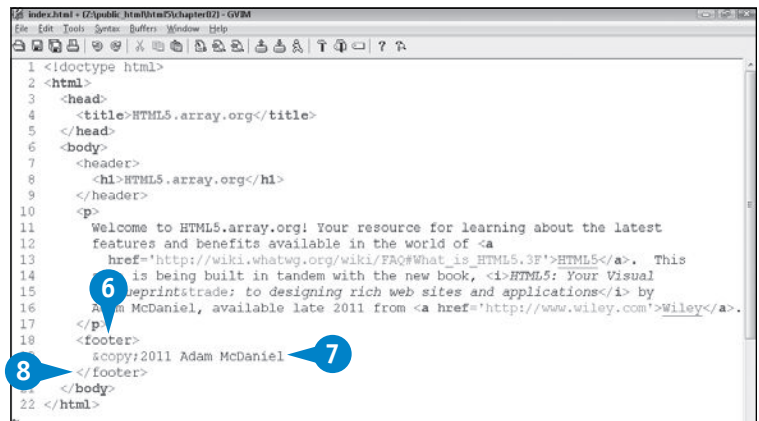 index.html + (Z:\public_html\html5\chapter02) - GVIM
File Edit Tools Syntax Buffers Window Help
1 <!doctype html>
2 <html>
3 <head>
4 <title>HTML5.array.org</title>
5 </head>
6 <body>
7 <header>
8 <h1>HTML5.array.org</h1>
9 </header>
10 <p>
11 Welcome to HTML5.array.org! Your resource for learning about the latest
12 features and benefits available in the world of <a
13 href='http://wiki.whatwg.org/wiki/FAQ#What_is_HTML5.3F'>HTML5</a>. This
14 is being built in tandem with the new book, <i>HTML5: Your Visual
15 ueprint&trade; to designing rich web sites and applications</i> by
16 Adam McDaniel, available late 2011 from <a href='http://www.wiley.com'>Wiley</a>.
17 </p>
6
18 <footer>
&copy;2011 Adam McDaniel
7
8
</footer>
21 </body>
22 </html>